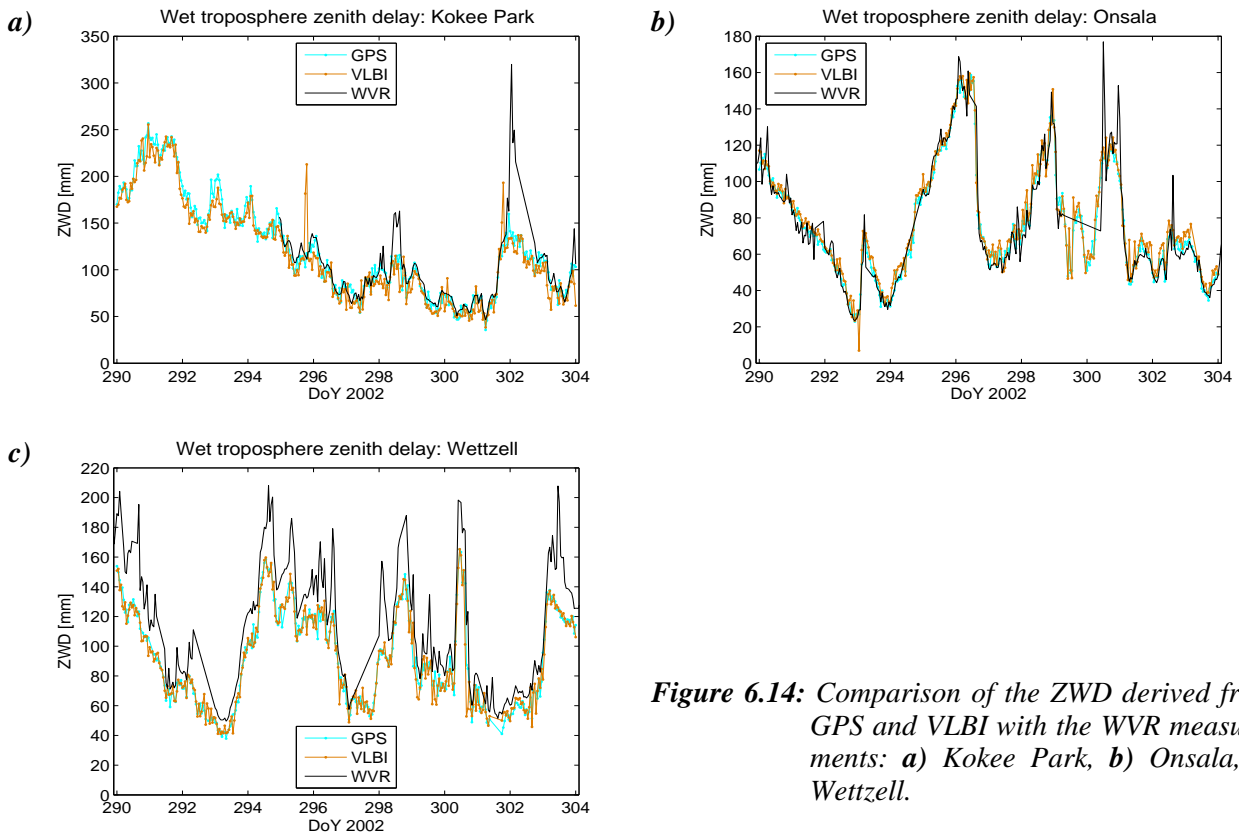 a)
Wet troposphere zenith delay: Kokee Park
350
300
250
200
150
100
50
0
ZWD [mm]
GPS
VLBI
WVR
290 292 294 296 298 300 302 304
DoY 2002
b)
Wet troposphere zenith delay: Onsala
180
160
140
120
100
80
60
40
20
0
ZWD [mm]
GPS
VLBI
WVR
290 292 294 296 298 300 302 304
DoY 2002
c)
Wet troposphere zenith delay: Wettzell
220
200
180
160
140
120
100
80
60
40
20
0
ZWD [mm]
GPS
VLBI
WVR
290 292 294 296 298 300 302 304
DoY 2002
Figure 6.14: Comparison of the ZWD derived fr
GPS and VLBI with the WVR measu
ments: a) Kokee Park, b) Onsala,
Wettzell.